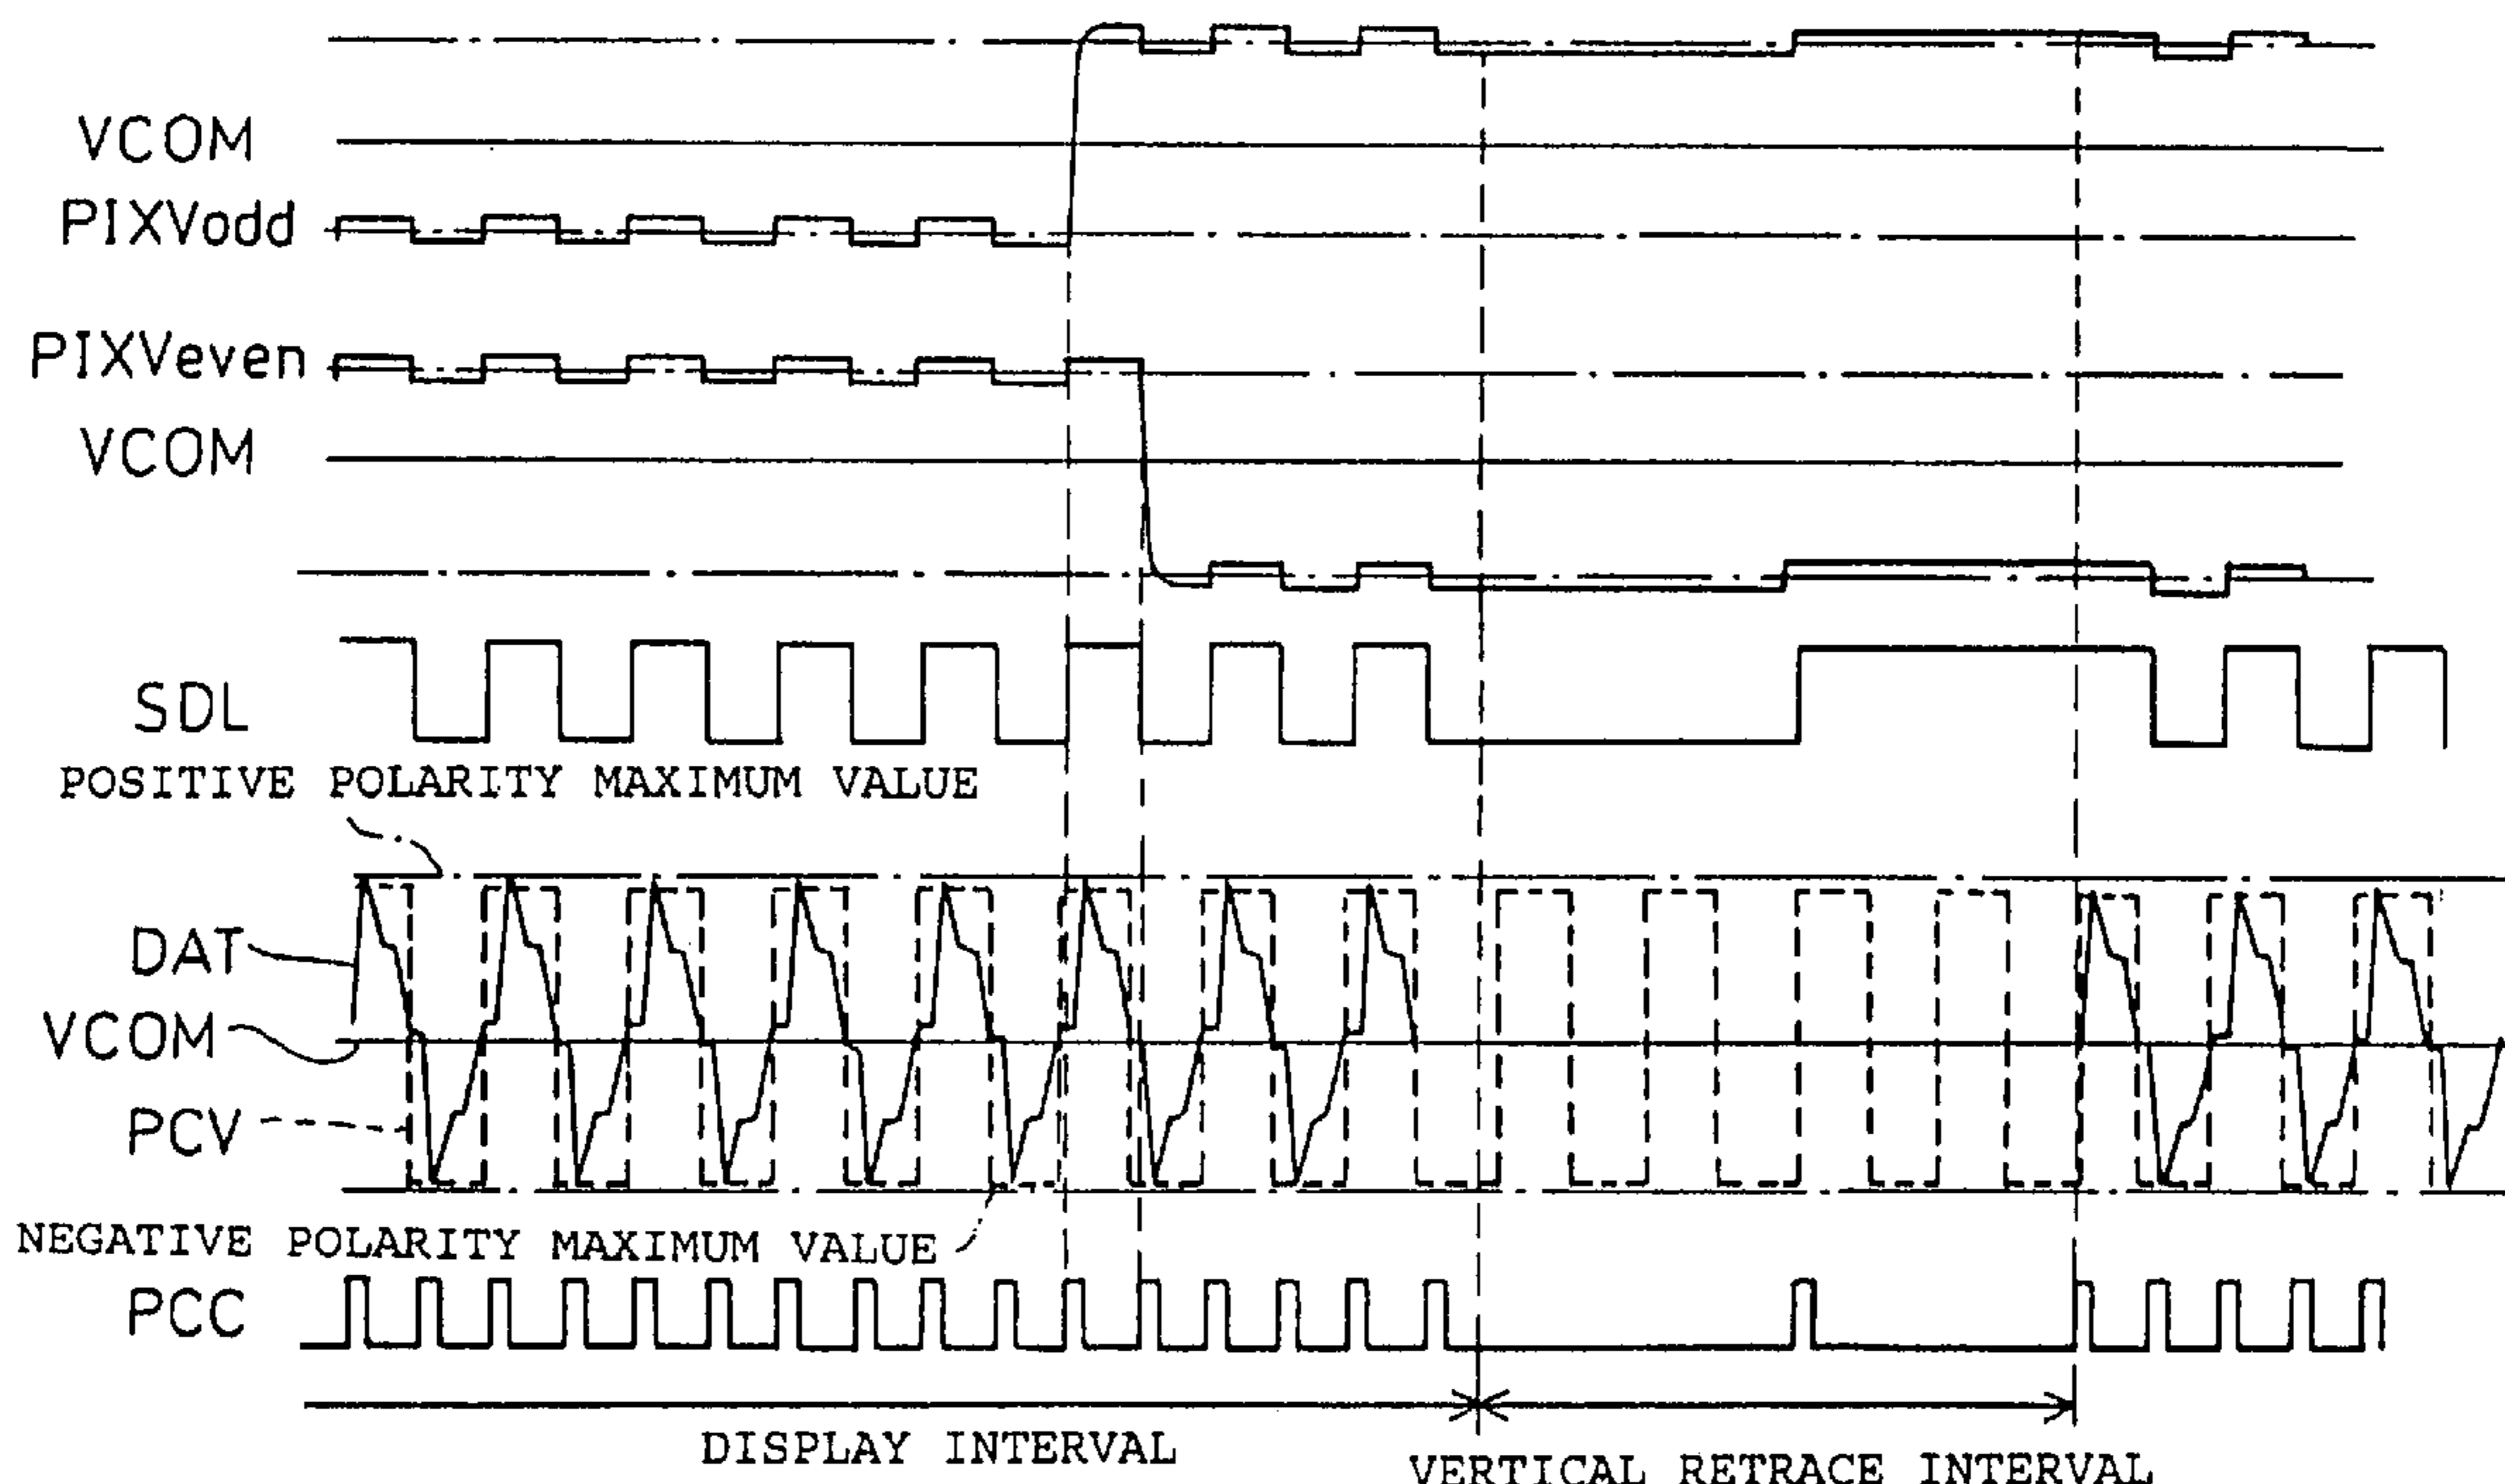 VCOM
PIXVodd
PIXVeven
VCOM
SDL
POSITIVE POLARITY MAXIMUM VALUE
DAT
VCOM
PCV
NEGATIVE POLARITY MAXIMUM VALUE
PCC
DISPLAY INTERVAL
VERTICAL RETRACE INTERVAL